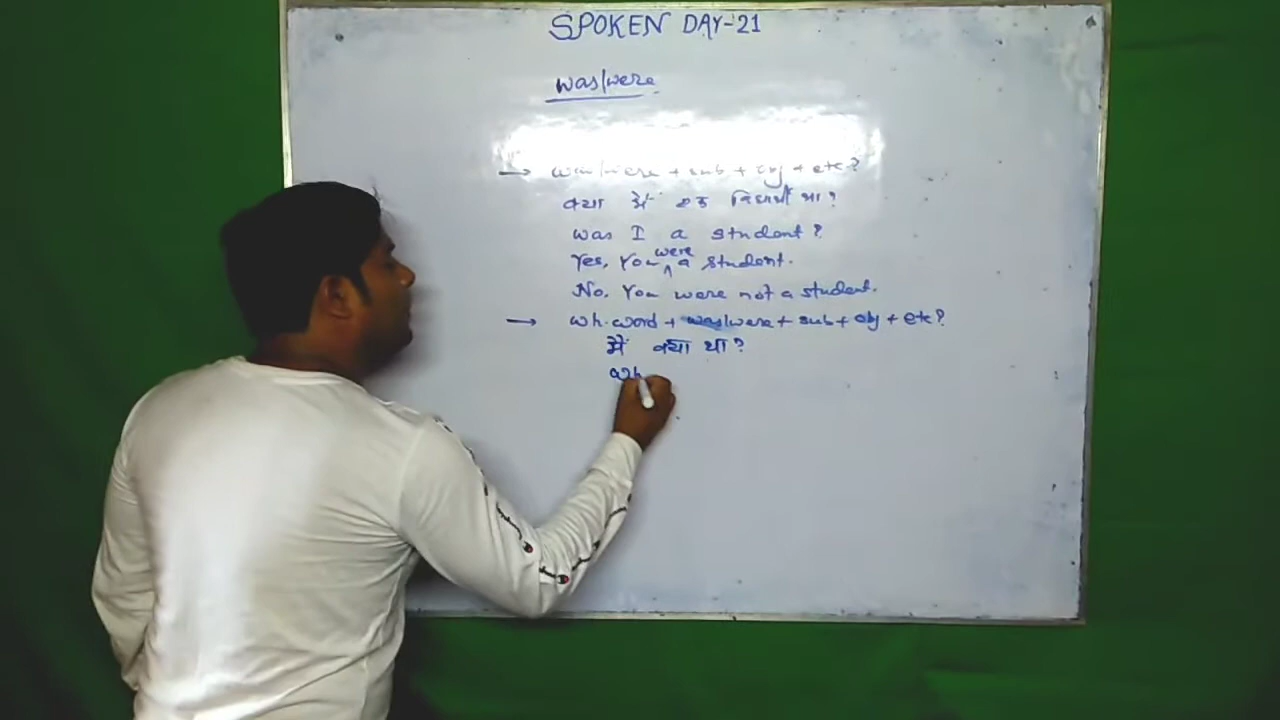 SPOKEN DAY-'21
was/were
→ was/were + sub + obj + etc?
क्या मैं एक विद्यार्थी था?
was I a student?
Yes, You were a student.
No, You were not a student.
→ wh.word + was/were + sub + obj + etc?
मैं क्या था?
Wh